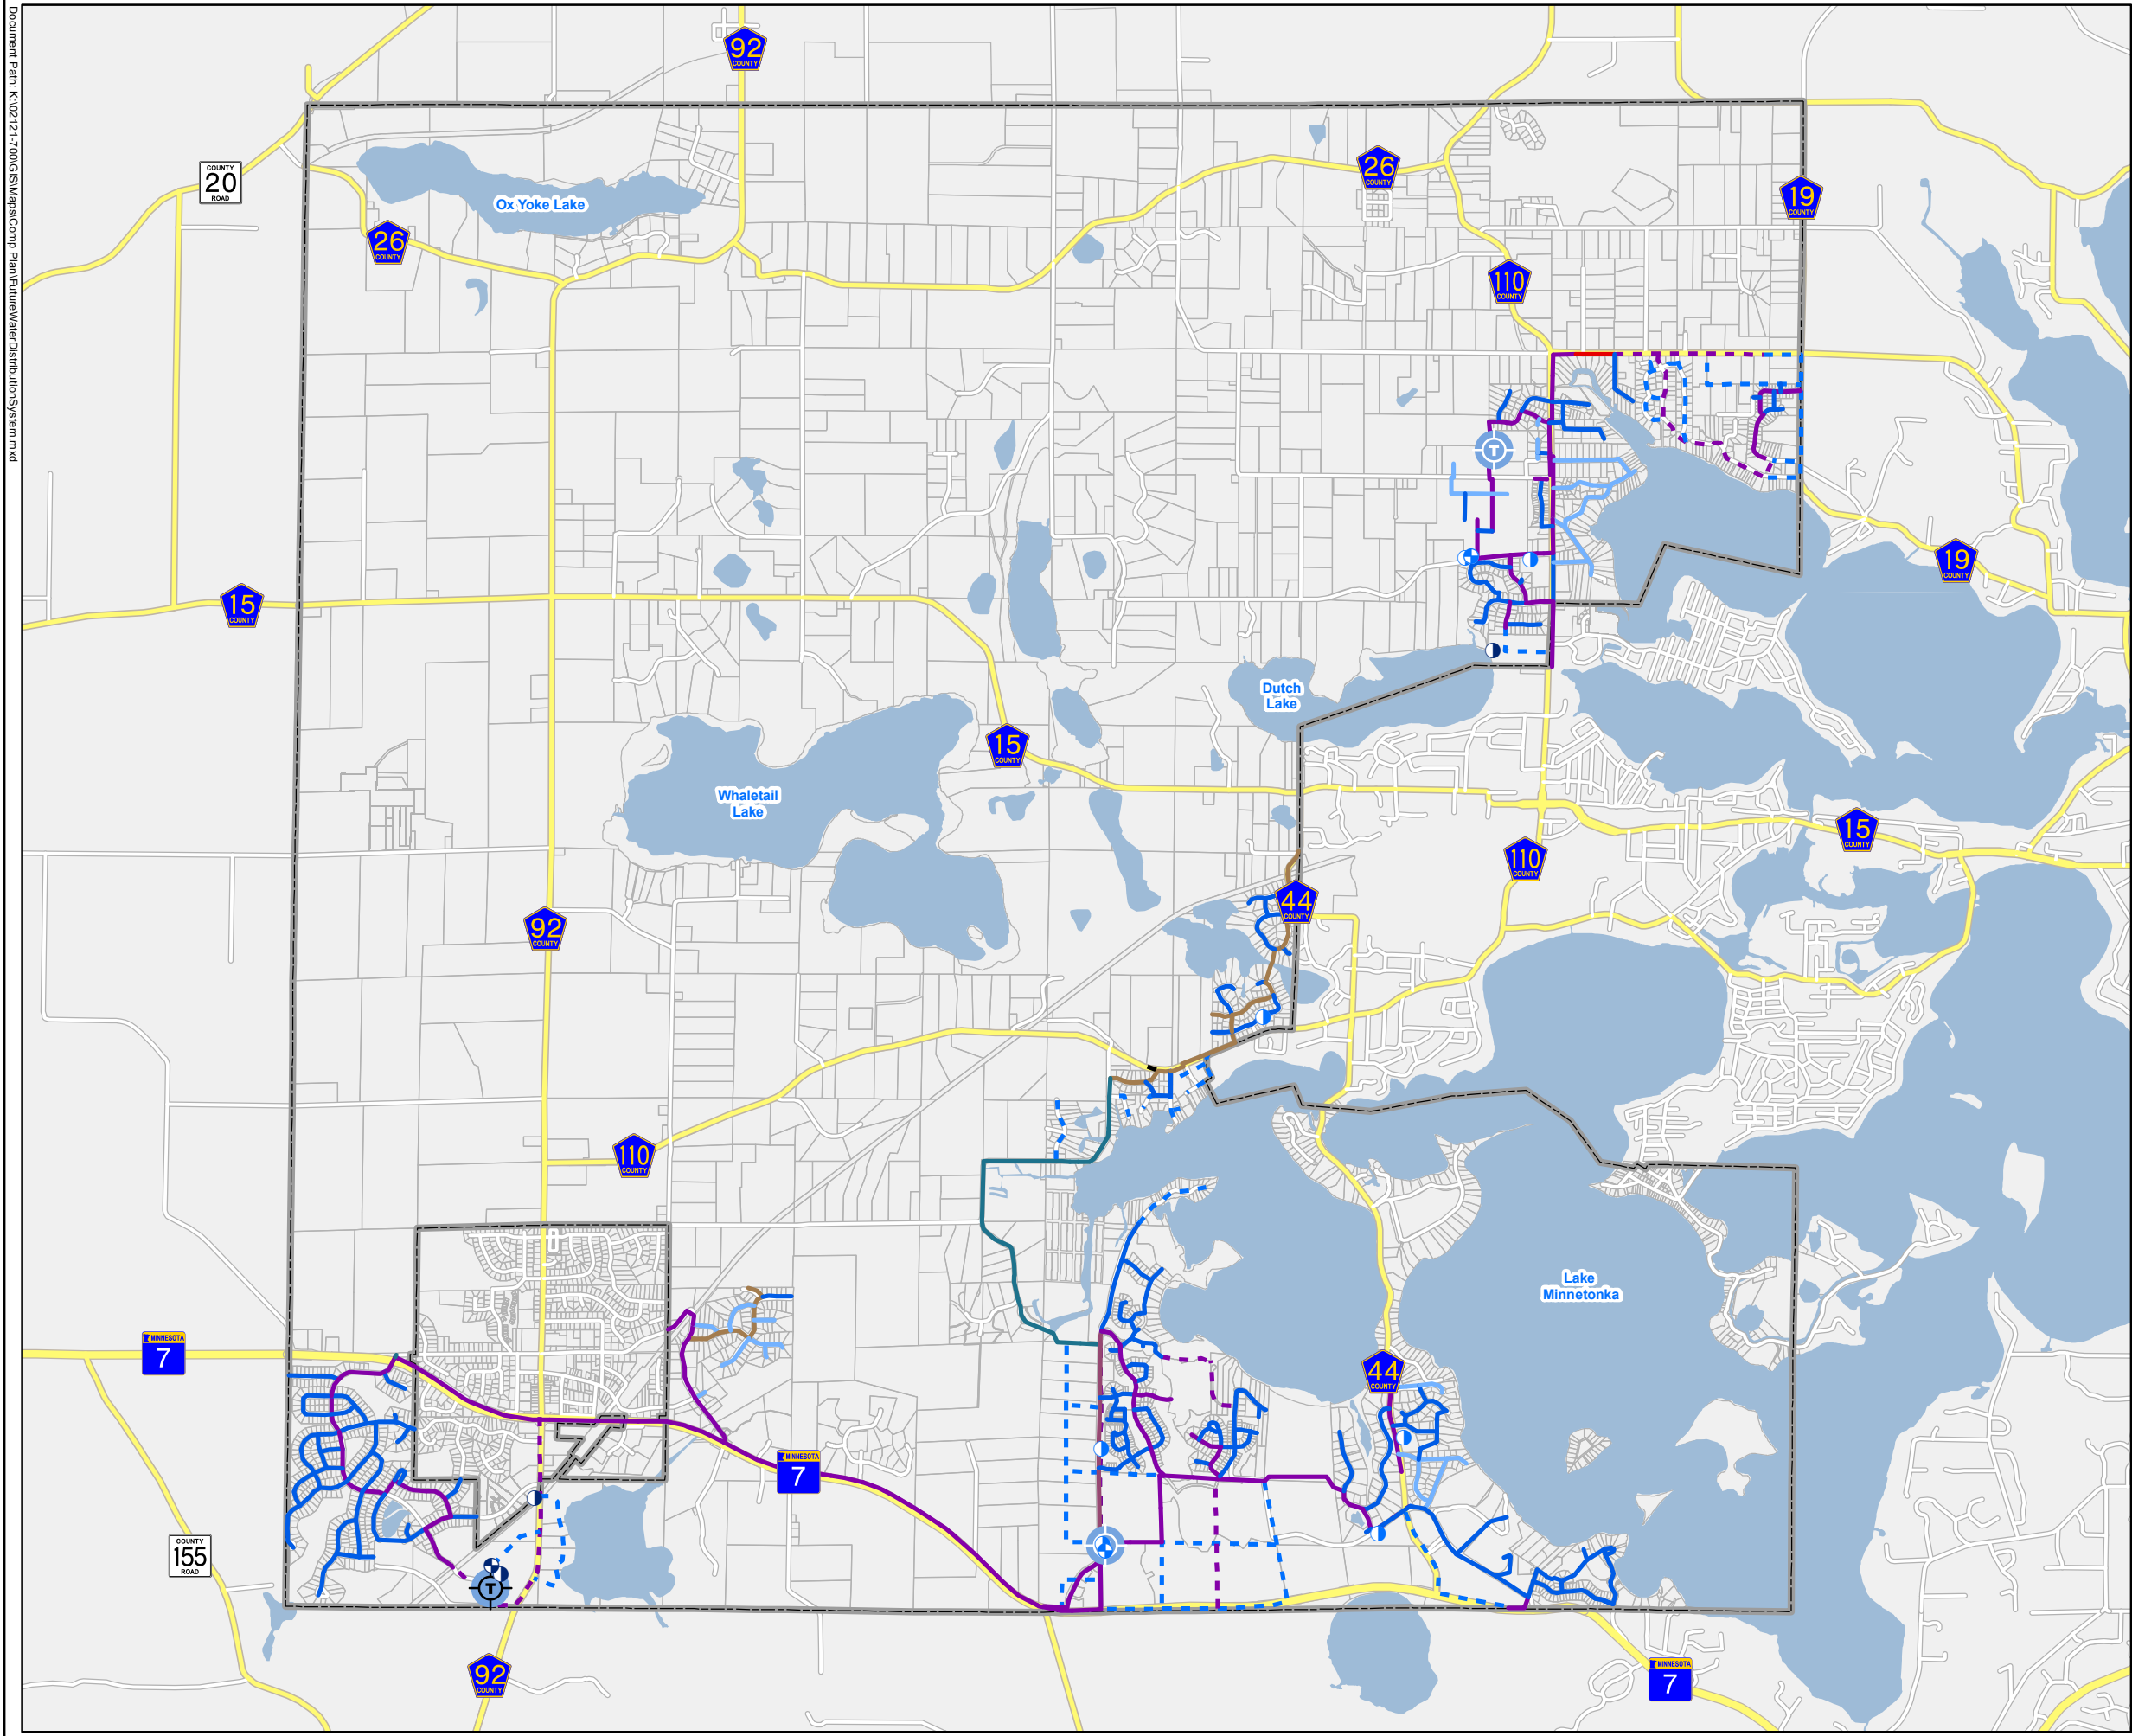 Document Path: K:\02121-700\GIS\Maps\Comp Plan\FutureWaterDistributionSystem.mxd
92
COUNTY
26
COUNTY
COUNTY
20
ROAD
19
COUNTY
Ox Yoke Lake
26
COUNTY
110
COUNTY
T
19
COUNTY
15
COUNTY
Dutch
Lake
15
COUNTY
Whaletail
Lake
15
COUNTY
110
COUNTY
44
COUNTY
92
COUNTY
110
COUNTY
Lake
Minnetonka
MINNESOTA
7
44
COUNTY
MINNESOTA
7
COUNTY
155
ROAD
T
92
COUNTY
MINNESOTA
7